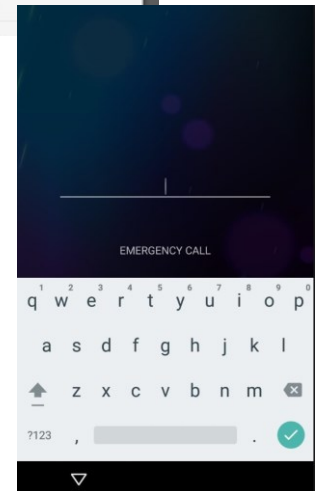 EMERGENCY CALL
1 2 3 4 5 6 7 8 9 0
q w e r t y u i o p
a s d f g h j k l
z x c v b n m
?123 , .